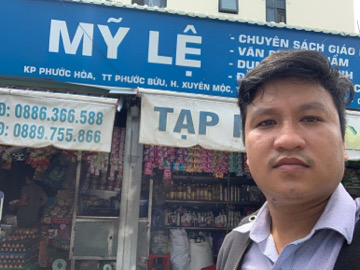 MỸ LỆ
- CHUYÊN SÁCH GIÁO
- VĂN
- DỤ
- Đ
KP PHƯỚC HÒA, TT PHƯỚC BỬU, H. XUYÊN MỘC,
Đ: 0886.366.588
: 0889.755.866
TẠP